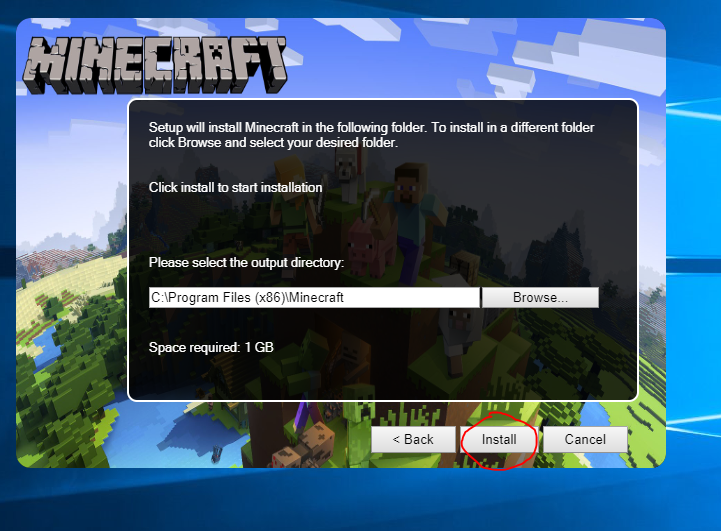 MINECRAFT
Setup will install Minecraft in the following folder. To install in a different folder
click Browse and select your desired folder.
Click install to start installation
Please select the output directory:
C:\Program Files (x86)\Minecraft
Browse...
Space required: 1 GB
< Back
Install
Cancel